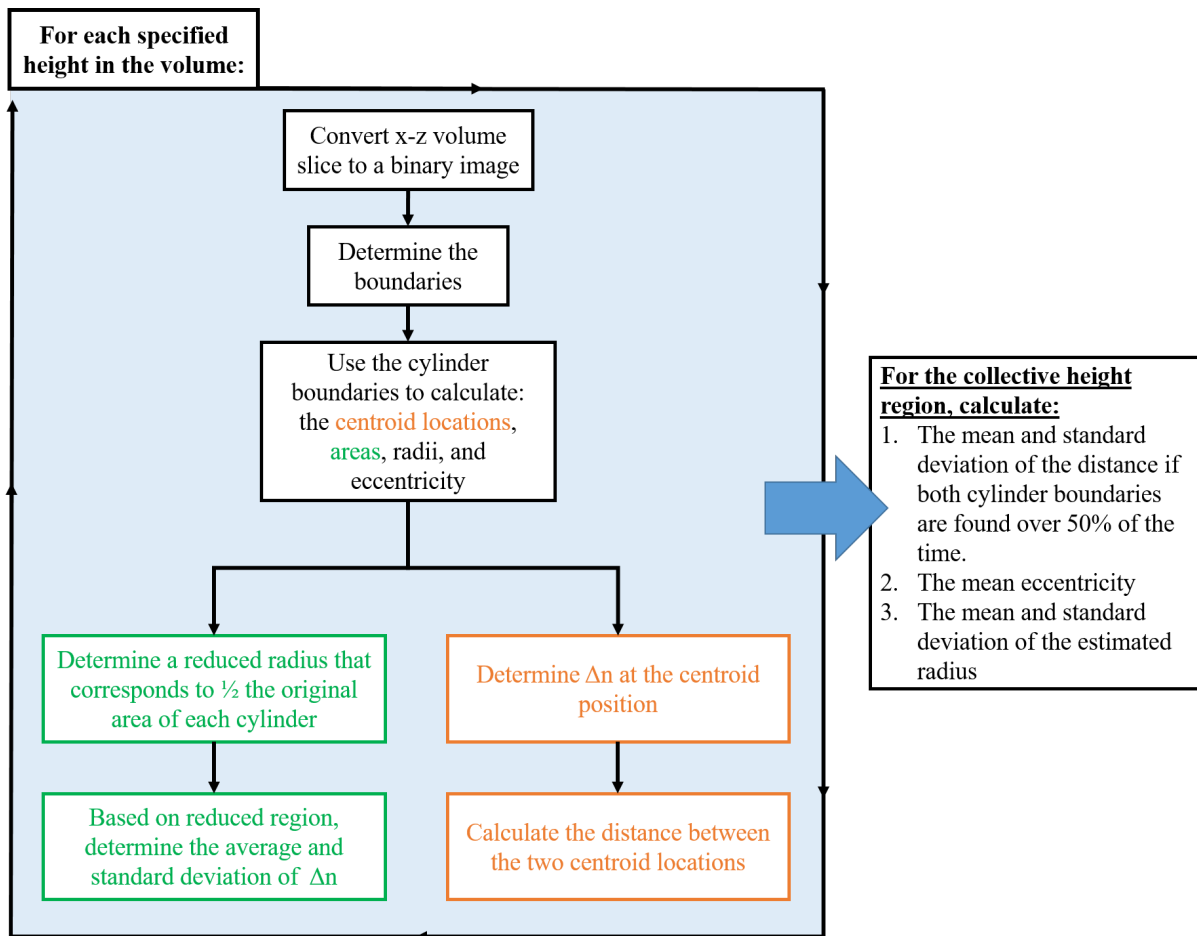 For each specified
height in the volume:
Convert x-z volume
slice to a binary image
Determine the
boundaries
Use the cylinder
boundaries to calculate:
the centroid locations,
areas, radii, and
eccentricity
Determine a reduced radius that
corresponds to ½ the original
area of each cylinder
Based on reduced region,
determine the average and
standard deviation of Δn
Determine Δn at the centroid
position
Calculate the distance between
the two centroid locations
For the collective height
region, calculate:
1. The mean and standard
deviation of the distance if
both cylinder boundaries
are found over 50% of the
time.
2. The mean eccentricity
3. The mean and standard
deviation of the estimated
radius